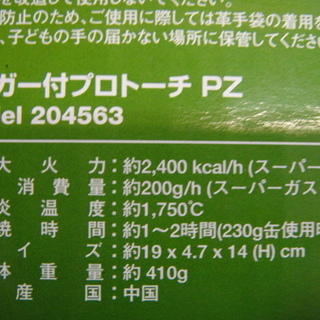 防止のため、ご使用に際しては革手袋の着用を
、子どもの手の届かない場所に保管してください
ガー付プロトーチ PZ
el 204563
大火力:約2,400 kcal/h (スーパー
消費量:約200g/h (スーパーガス
炎温度:約1,750℃
焼時間:約1〜2時間(230g缶使用時
イズ:約19 x 4.7 x 14 (H) cm
体重量:約 410g
産国:中国